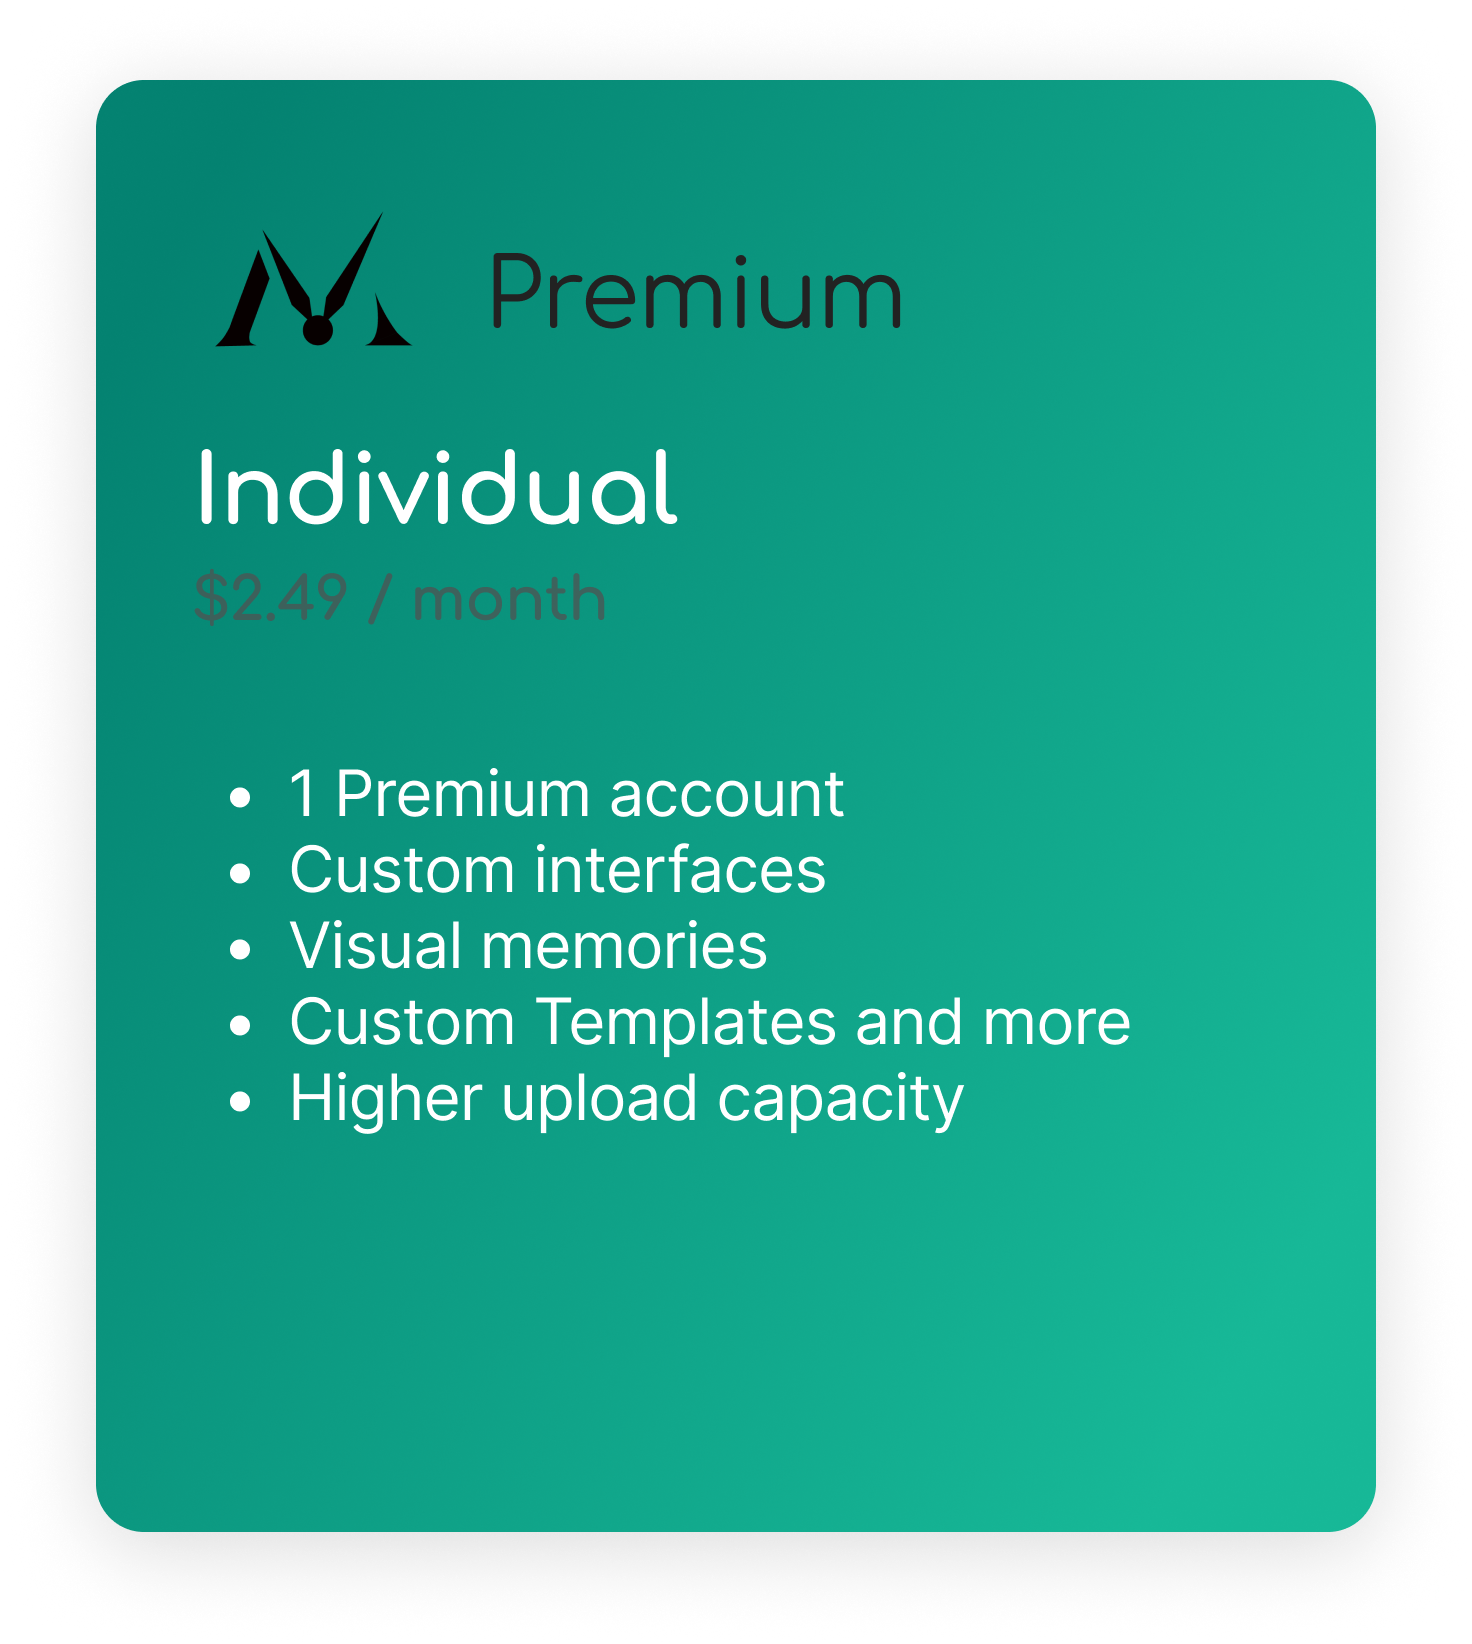 Premium
Individual
$2.49 / month
1 Premium account
Custom interfaces
Visual memories
Custom Templates and more
Higher upload capacity